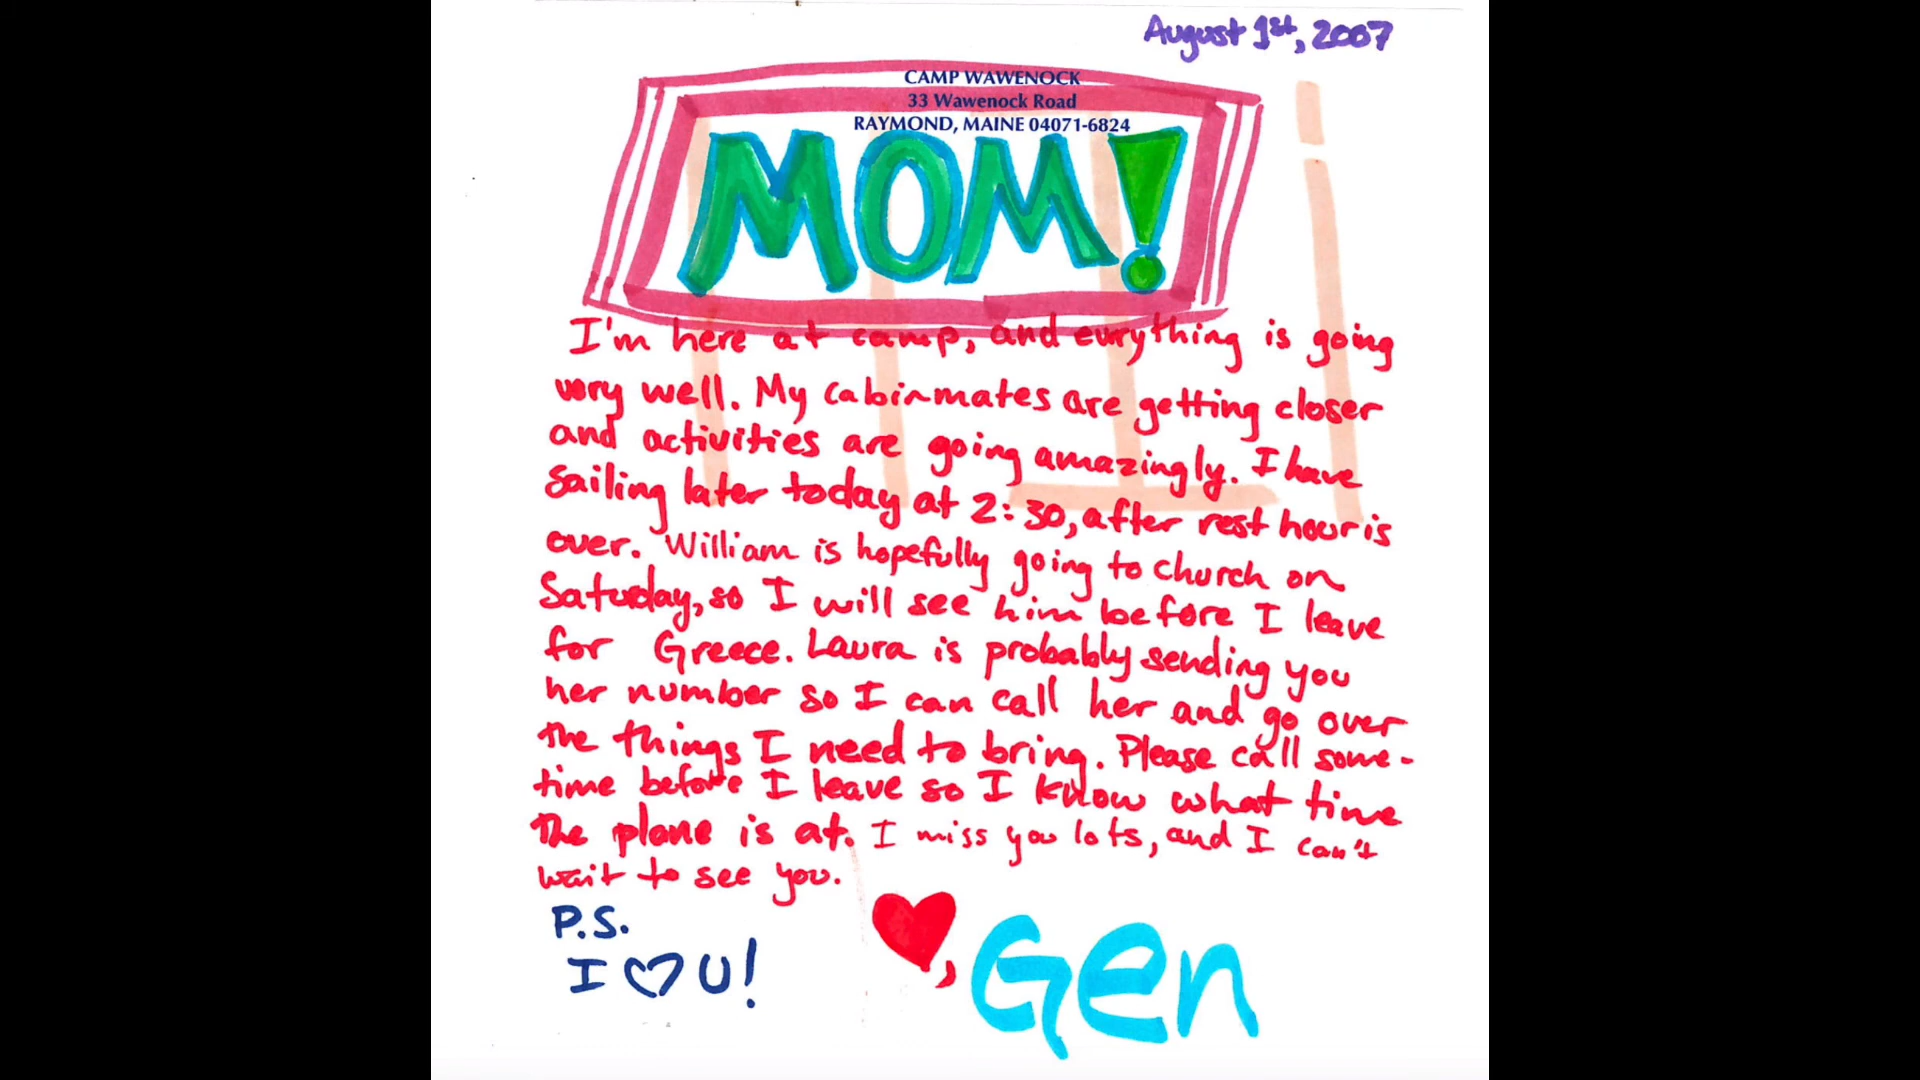 August 1st, 2007
CAMP WAWENOCK
33 Wawenock Road
RAYMOND, MAINE 04071-6824
MOM!
I'm here at camp, and eurything is going
very well. My cabinmates are getting closer
and activities are going amazingly. I have
sailing later today at 2:30, after rest hour is
over. William is hopefully going to church on
Saturday, so I will see him before I leave
for Greece. Laura is probably sending you
her number so I can call her and go over
the things I need to bring. Please call some-
time before I leave so I know what time
the plane is at. I miss you lots, and I can't
wait to see you.
P.S.
I ♡ U!
♥, Gen